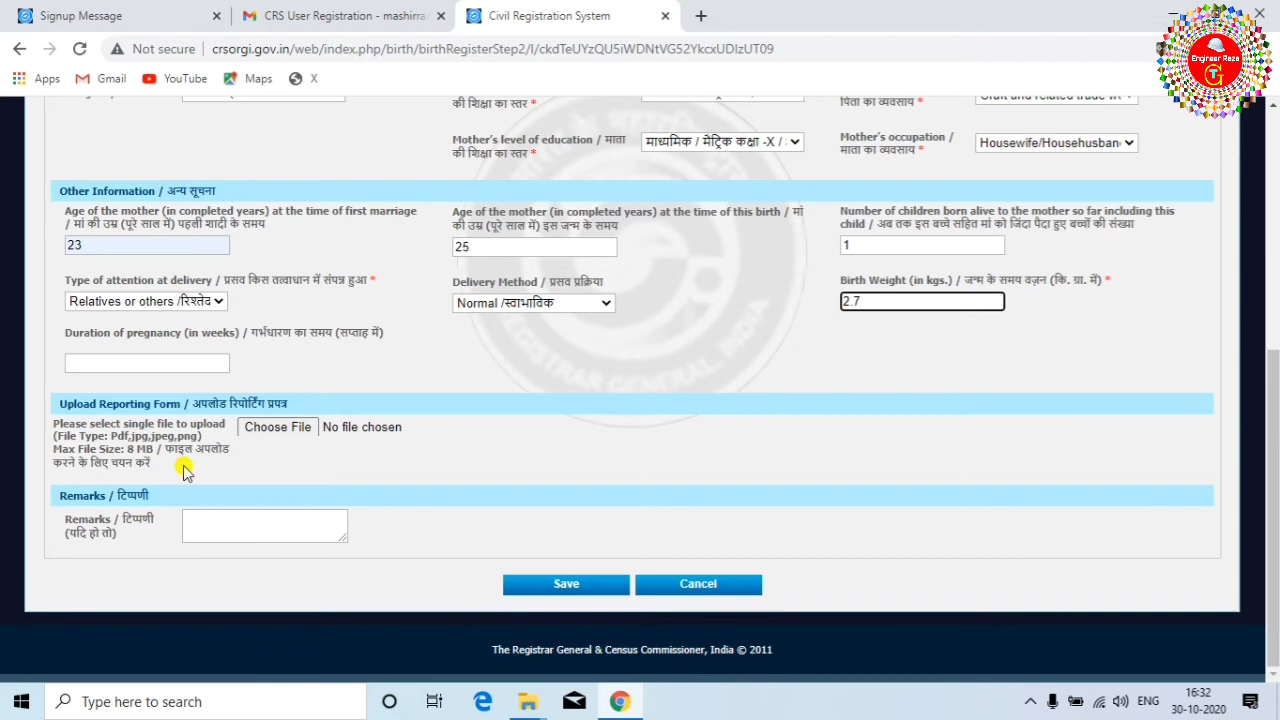 Signup Message
CRS User Registration - mashirra
Civil Registration System
Not secure
crsorgi.gov.in/web/index.php/birth/birthRegisterStep2/I/ckdTeUYzQU5iWDNtVG52YkcxUDIzUT09
Apps
Gmail
YouTube
Maps
X
Engineer Reza
TG
की शिक्षा का स्तर *
पिता का व्यवसाय *
Mother's level of education / माता
की शिक्षा का स्तर *
माध्यमिक / मैट्रिक कक्षा -X /
Mother's occupation /
माता का व्यवसाय *
Housewife/Househusban
Other Information / अन्य सूचना
Age of the mother (in completed years) at the time of first marriage
/ मां की उम्र (पूरे साल में) पहली शादी के समय
23
Age of the mother (in completed years) at the time of this birth / मां
की उम्र (पूरे साल में) इस जन्म के समय
25
Number of children born alive to the mother so far including this
child / अब तक इस बच्चे सहित मां को जिंदा पैदा हुए बच्चों की संख्या
1
Type of attention at delivery / प्रसव किस तत्वाधान में संपन्न हुआ *
Relatives or others /रिश्तेद
Delivery Method / प्रसव प्रक्रिया
Normal /स्वाभाविक
Birth Weight (in kgs.) / जन्म के समय वज़न (कि. ग्रा. में) *
2.7
Duration of pregnancy (in weeks) / गर्भधारण का समय (सप्ताह में)
Upload Reporting Form / अपलोड रिपोर्टिंग प्रपत्र
Please select single file to upload
(File Type: Pdf,jpg,jpeg,png)
Max File Size: 8 MB / फाइल अपलोड
करने के लिए चयन करें
Choose File No file chosen
Remarks / टिप्पणी
Remarks / टिप्पणी
(यदि हो तो)
Save
Cancel
The Registrar General & Census Commissioner, India © 2011
Type here to search
ENG
16:32
30-10-2020